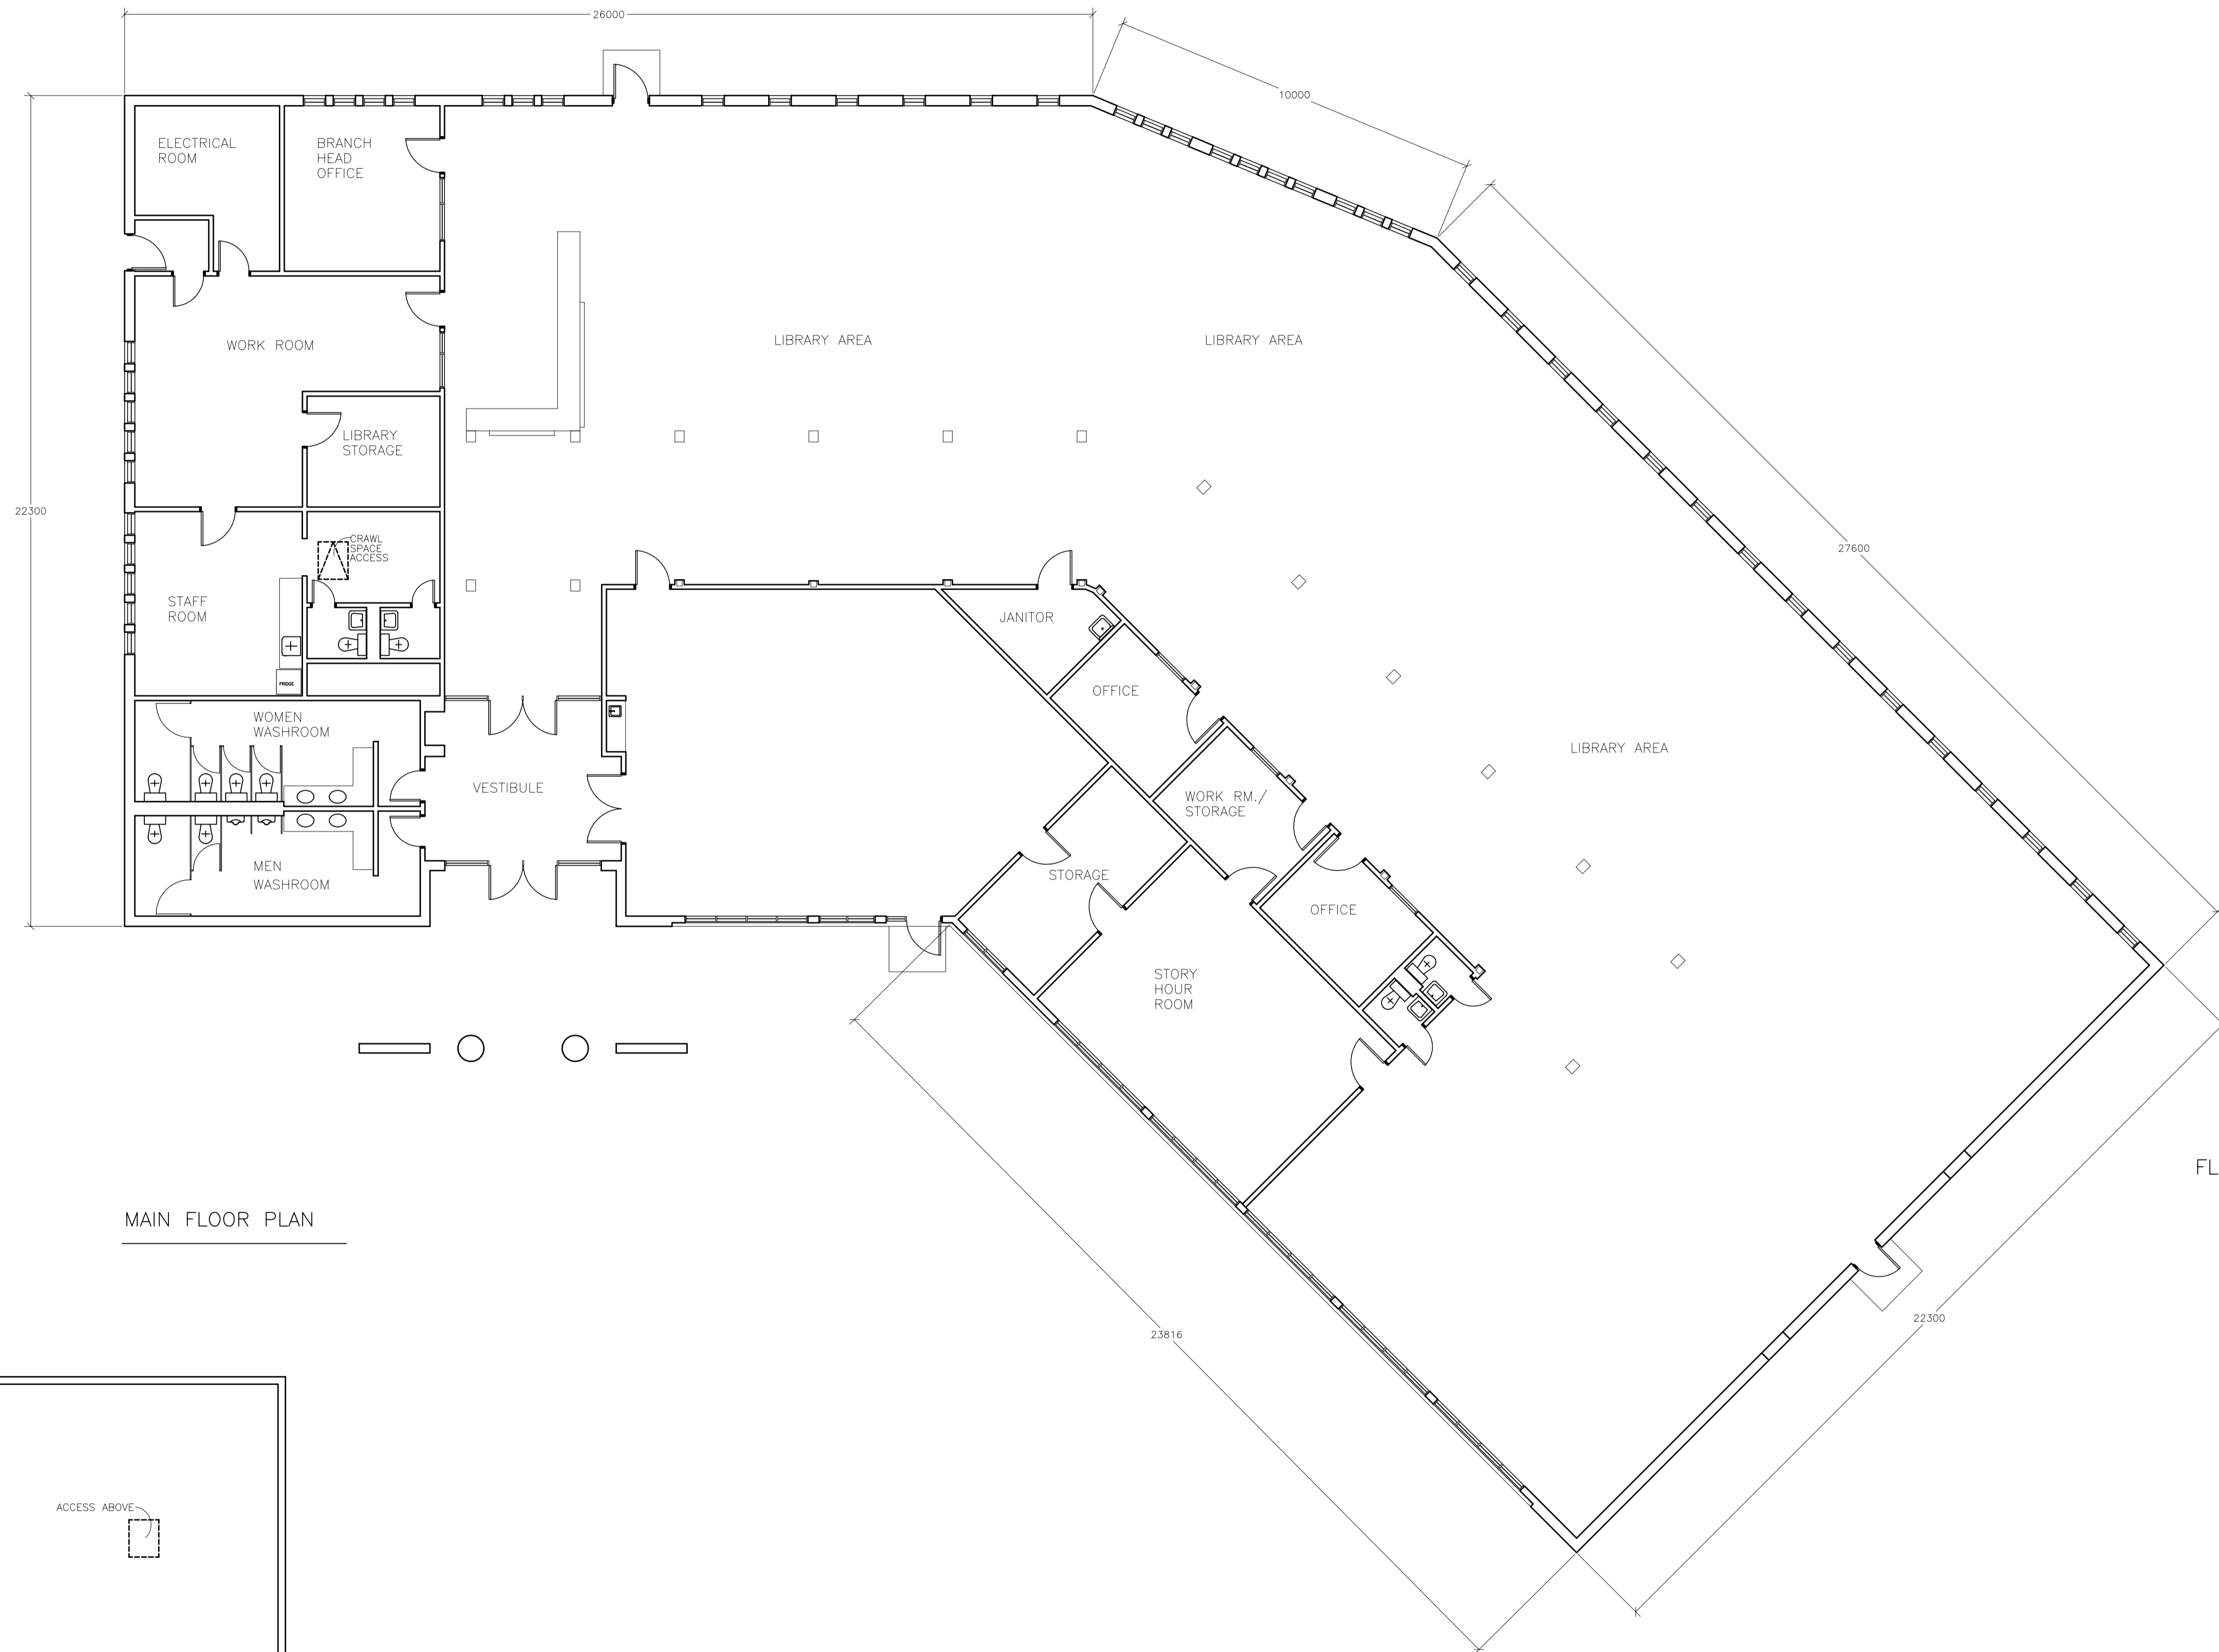 26000
10000
ELECTRICAL
ROOM
BRANCH
HEAD
OFFICE
WORK ROOM
LIBRARY AREA
LIBRARY AREA
LIBRARY
STORAGE
22300
CRAWL
SPACE
ACCESS
27600
STAFF
ROOM
JANITOR
FRIDGE
OFFICE
WOMEN
WASHROOM
LIBRARY AREA
VESTIBULE
WORK RM./
STORAGE
MEN
WASHROOM
STORAGE
OFFICE
STORY
HOUR
ROOM
FL
MAIN FLOOR PLAN
22300
23816
ACCESS ABOVE